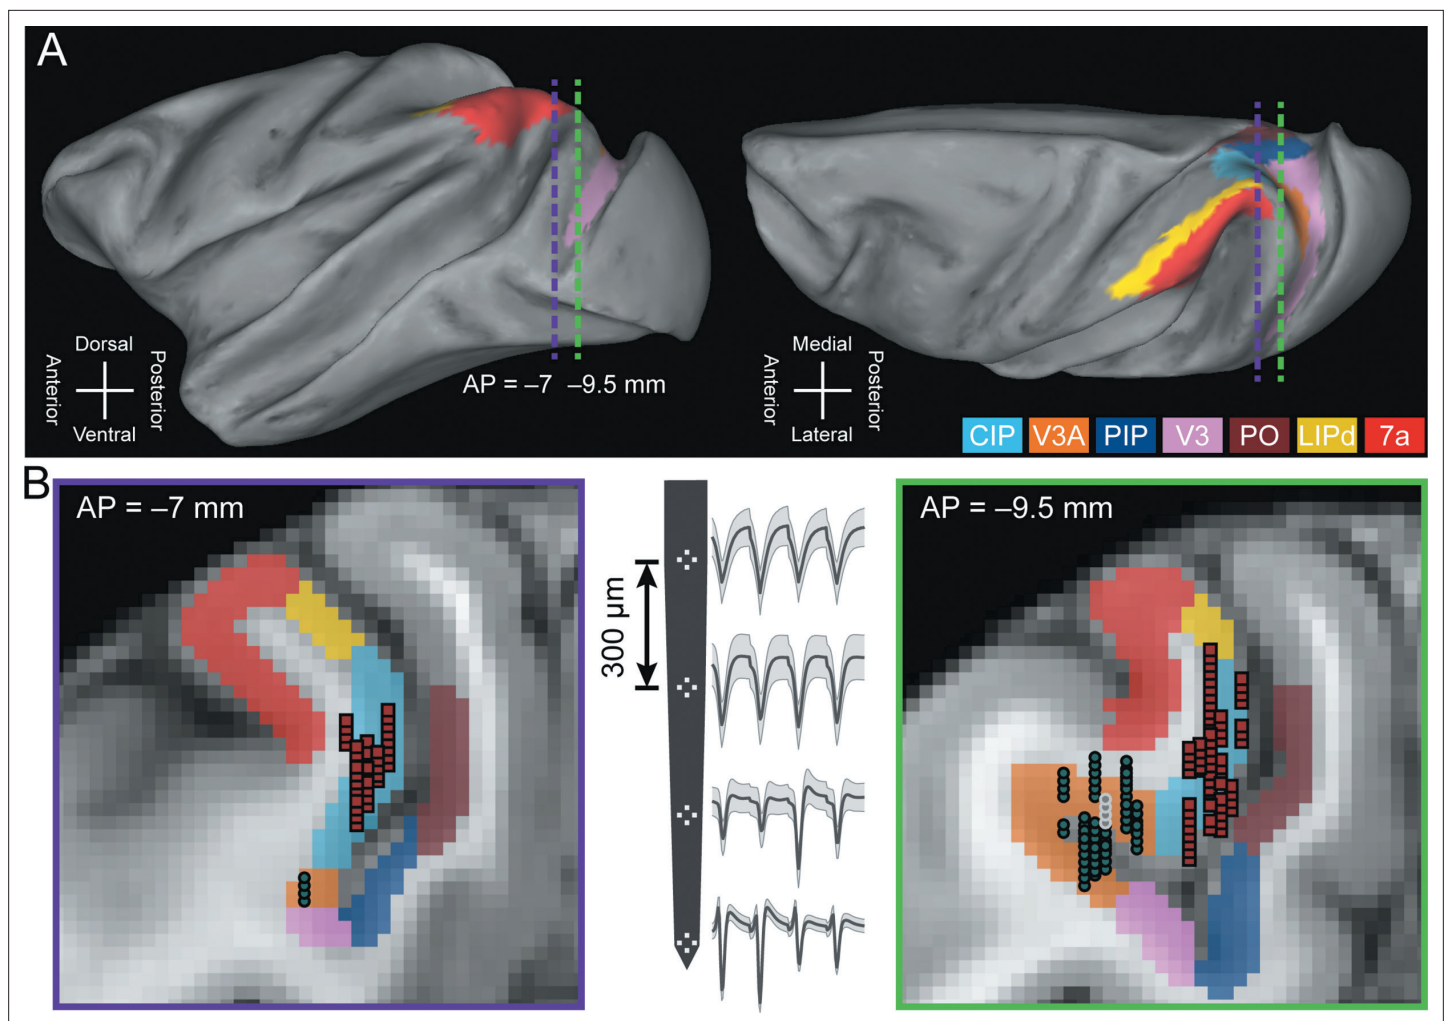 A
Dorsal
Anterior
Posterior
Ventral
AP = –7 –9.5 mm
Medial
Anterior
Posterior
Lateral
CIP V3A PIP V3 PO LIPd 7a
B
AP = –7 mm
300 µm
AP = –9.5 mm